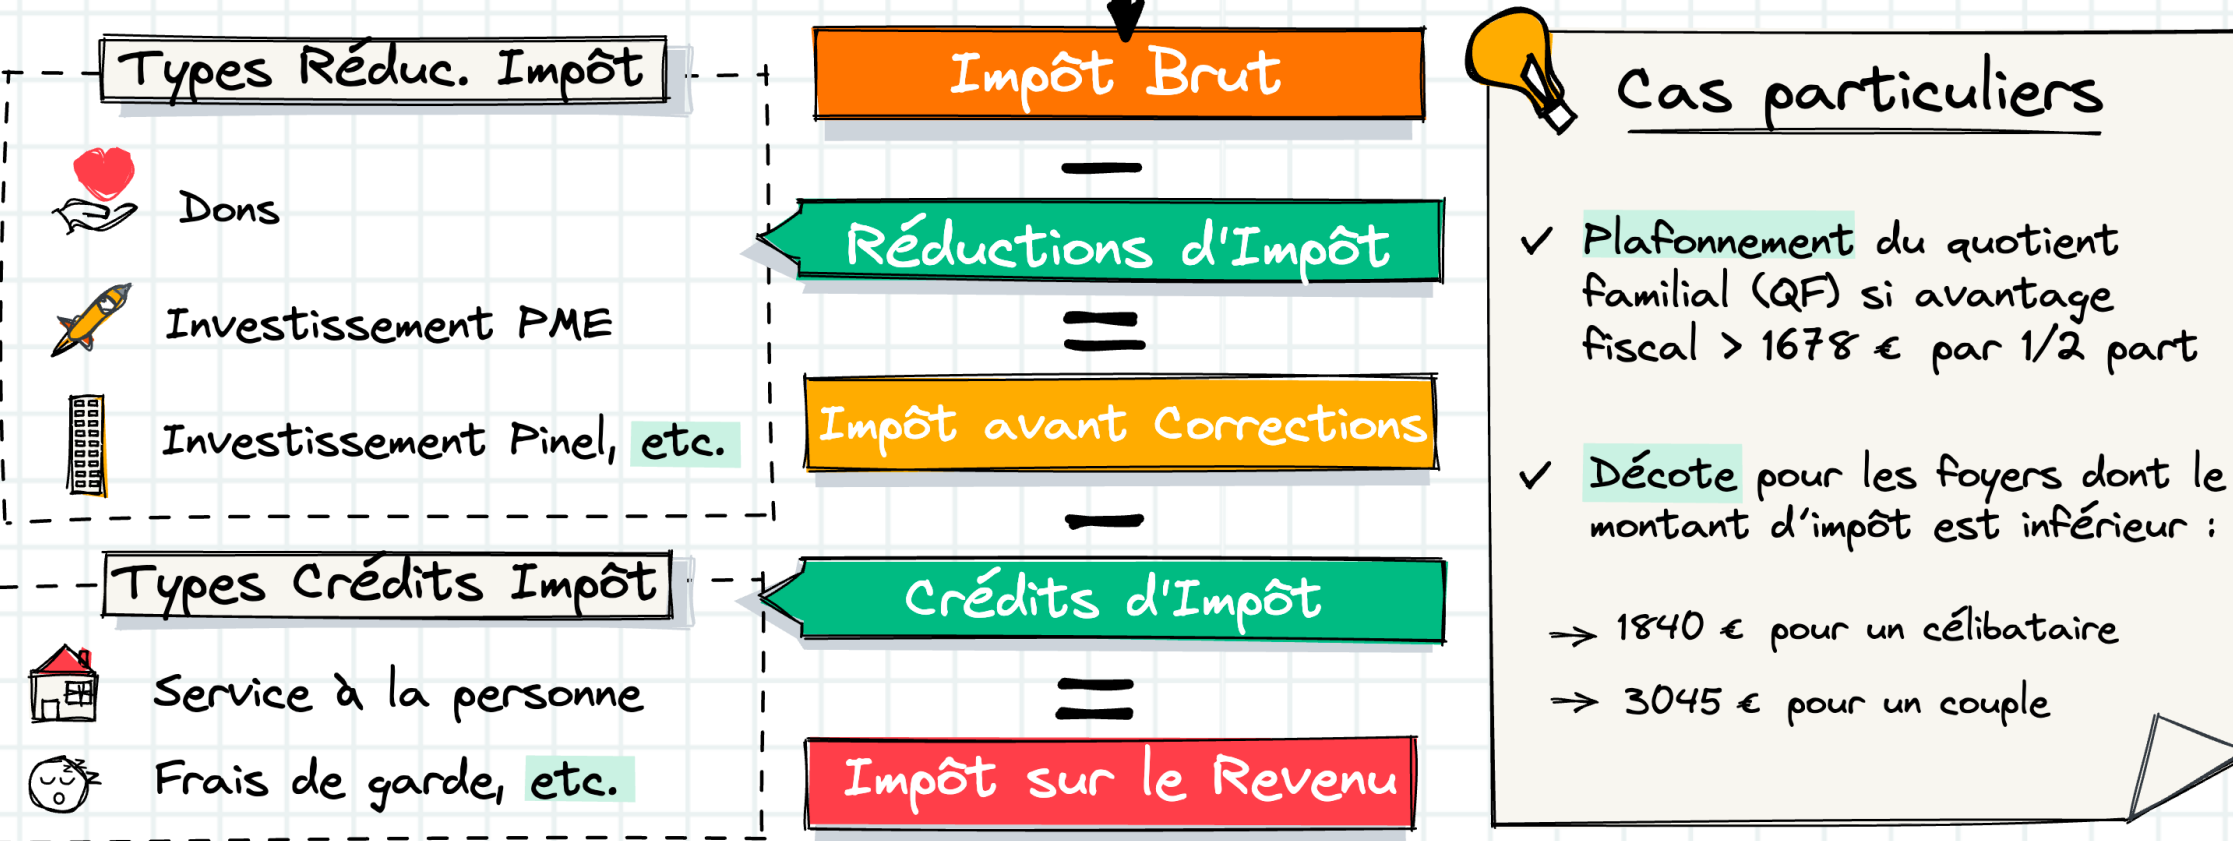 Types Réduc. Impôt
Dons
Investissement PME
Investissement Pinel, etc.
Types Crédits Impôt
Service à la personne
Frais de garde, etc.
Impôt Brut
Réductions d'Impôt
Impôt avant Corrections
Crédits d'Impôt
Impôt sur le Revenu
Cas particuliers
✓ Plafonnement du quotient
familial (QF) si avantage
fiscal > 1678 € par 1/2 part
✓ Décote pour les foyers dont le
montant d'impôt est inférieur :
→ 1840 € pour un célibataire
→ 3045 € pour un couple